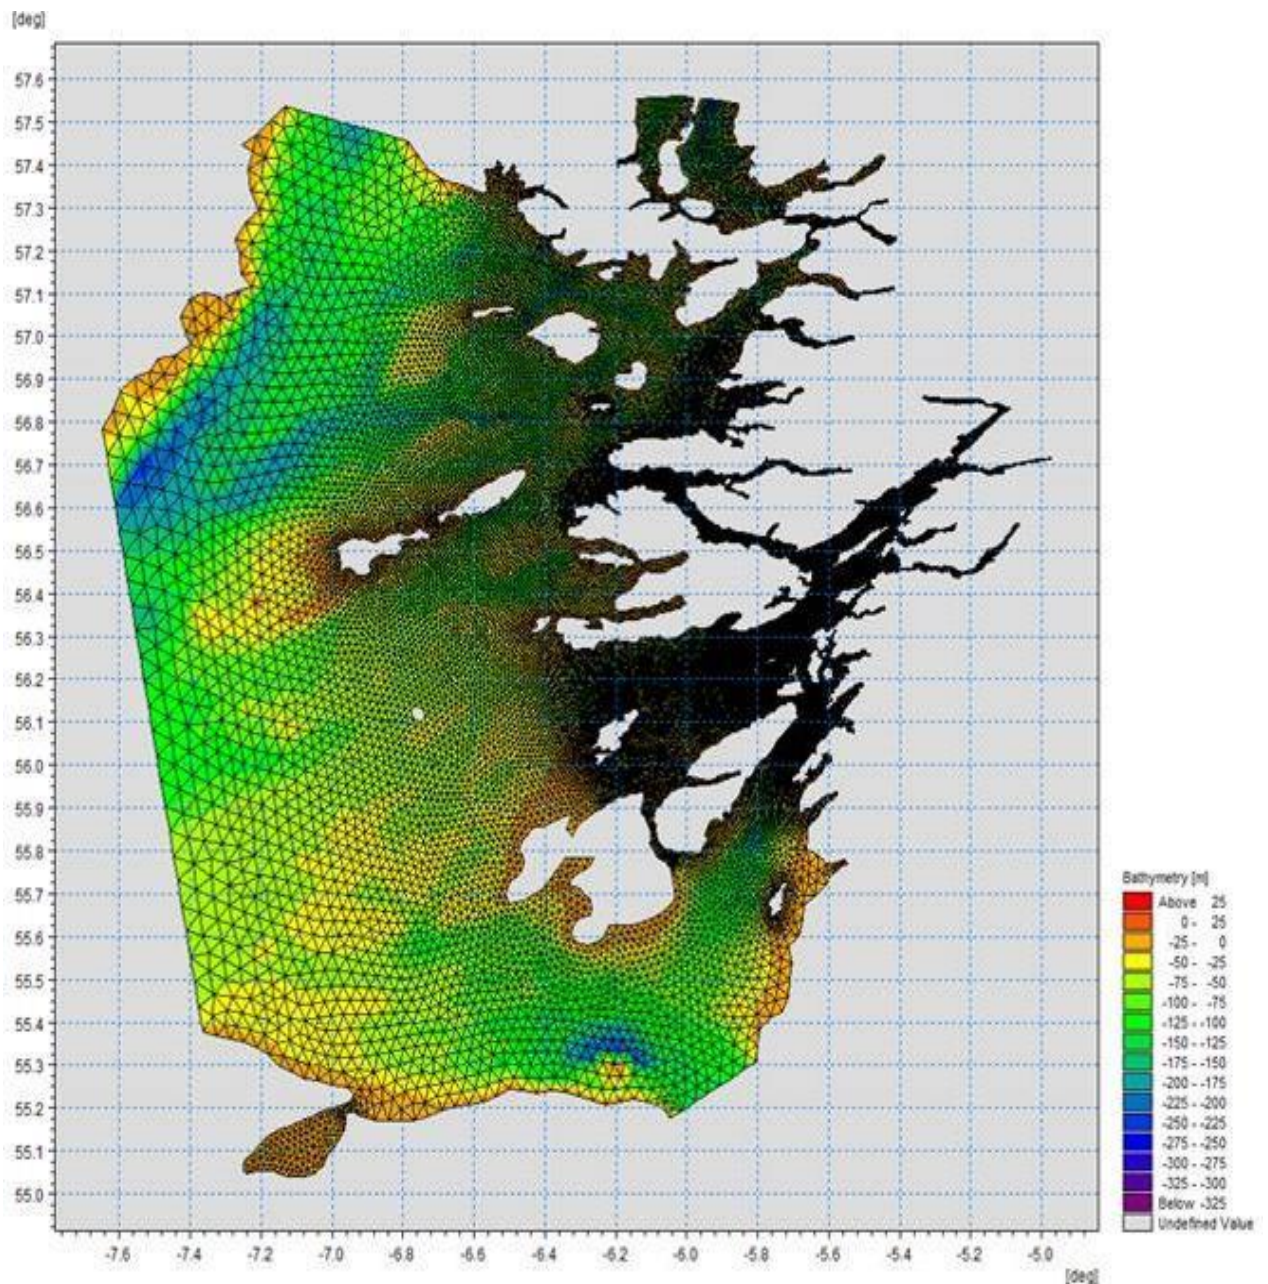 [deg]
57.6
57.5
57.4
57.3
57.2
57.1
57.0
56.9
56.8
56.7
56.6
56.5
56.4
56.3
56.2
56.1
56.0
55.9
55.8
55.7
55.6
55.5
55.4
55.3
55.2
55.1
55.0
-7.6 -7.4 -7.2 -7.0 -6.8 -6.6 -6.4 -6.2 -6.0 -5.8 -5.6 -5.4 -5.2 -5.0
[deg]
Bathymetry [m]
Above 25
0 - 25
-25 - 0
-50 - -25
-75 - -50
-100 - -75
-125 - -100
-150 - -125
-175 - -150
-200 - -175
-225 - -200
-250 - -225
-275 - -250
-300 - -275
-325 - -300
Below -325
Undefined Value